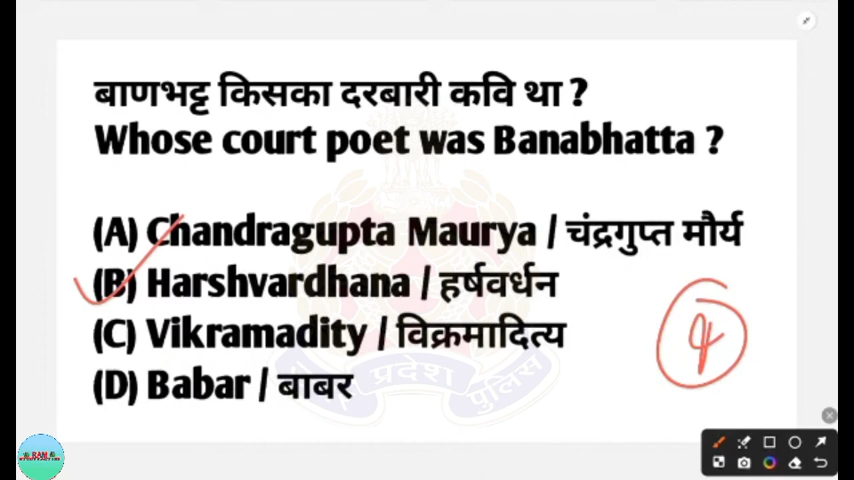 बाणभट्ट किसका दरबारी कवि था ?
Whose court poet was Banabhatta ?
(A) Chandragupta Maurya / चंद्रगुप्त मौर्य
(B) Harshvardhana / हर्षवर्धन
(C) Vikramadity / विक्रमादित्य
(D) Babar / बाबर
प्रदेश पुलिस
RAM